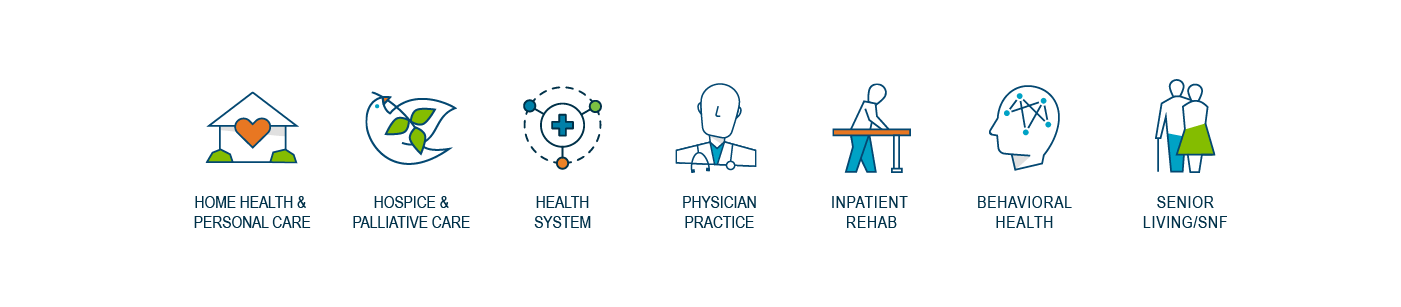 HOME HEALTH &
PERSONAL CARE
HOSPICE &
PALLIATIVE CARE
HEALTH
SYSTEM
PHYSICIAN
PRACTICE
INPATIENT
REHAB
BEHAVIORAL
HEALTH
SENIOR
LIVING/SNF